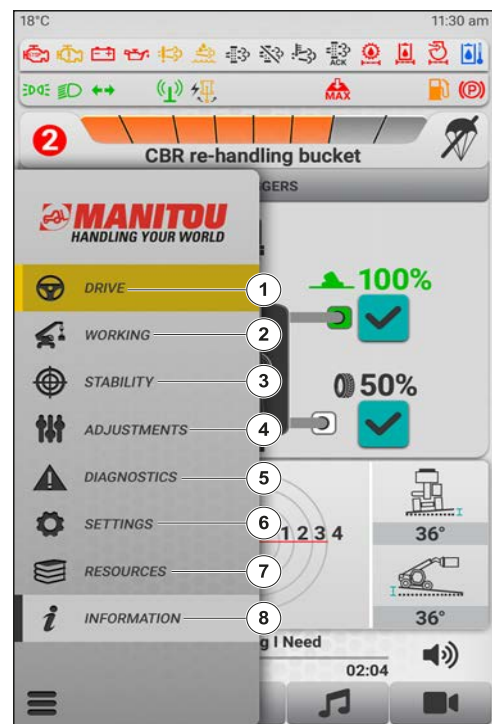 18°C 11:30 am
ACK
MAX
2
CBR re-handling bucket
GGERS
MANITOU
HANDLING YOUR WORLD
100%
DRIVE 1
WORKING 2
STABILITY 3
50%
ADJUSTMENTS 4
DIAGNOSTICS 5
SETTINGS 6
1 2 3 4
36°
RESOURCES 7
INFORMATION 8
36°
g I Need
02:04